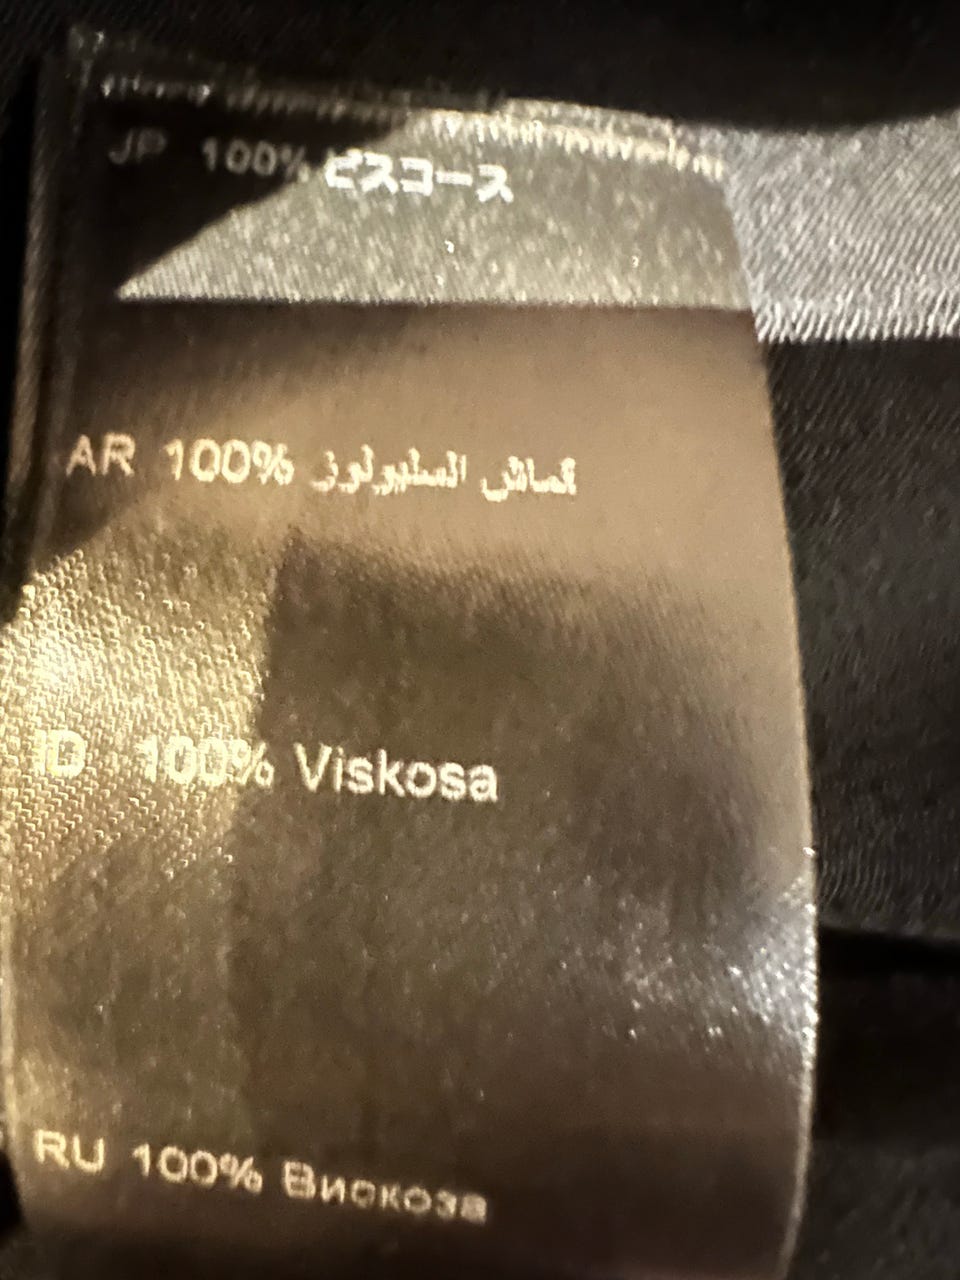 JP 100% ビスコース
AR 100% قماش السليولوز
ID 100% Viskosa
RU 100% Вискоза